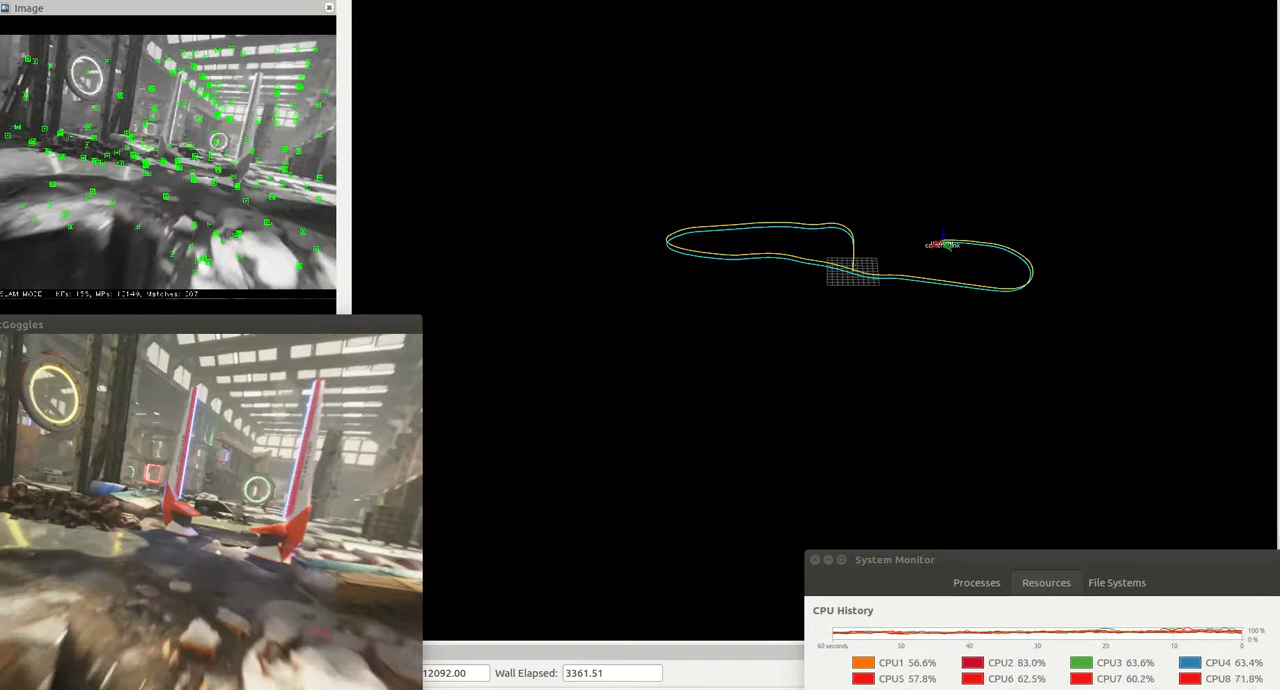 Image
SLAM MODE | KFs: 155, MPs: 12149, Matches: 207
tGoggles
12092.00 Wall Elapsed: 3361.51
System Monitor
Processes Resources File Systems
CPU History
100 %
0 %
60 seconds 50 40 30 20 10 0
CPU1 56.6% CPU2 83.0% CPU3 63.6% CPU4 63.4%
CPU5 57.8% CPU6 62.5% CPU7 60.2% CPU8 71.8%